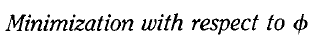 Minimization with respect to ϕ